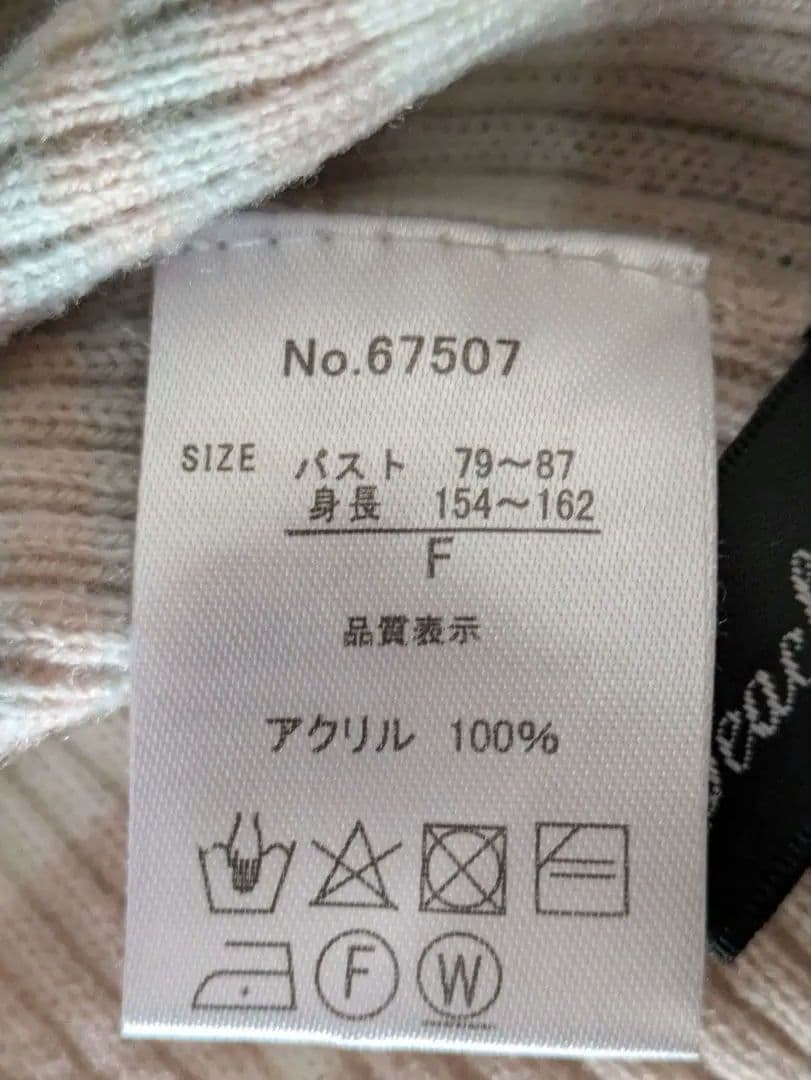 No.67507
SIZE バスト 79～87
身長 154～162
F
品質表示
アクリル 100%
F W